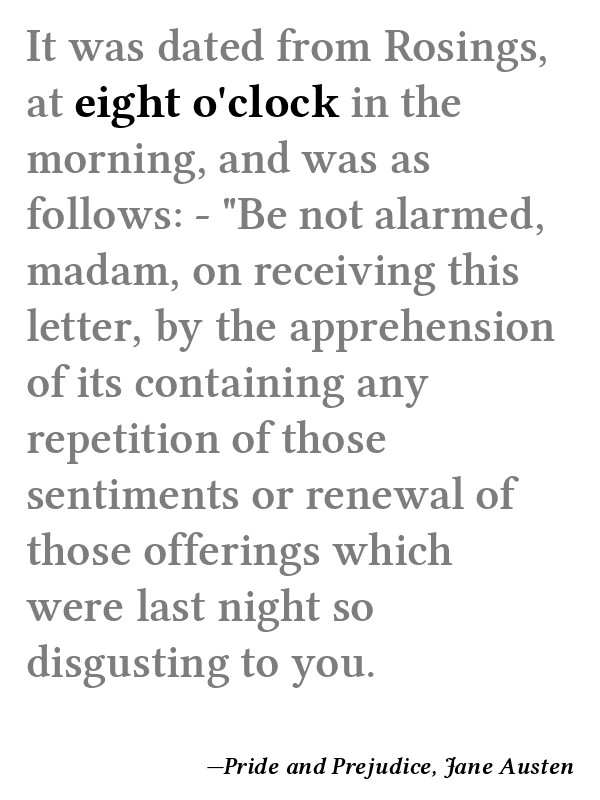 It was dated from Rosings,
at eight o'clock in the
morning, and was as
follows: - "Be not alarmed,
madam, on receiving this
letter, by the apprehension
of its containing any
repetition of those
sentiments or renewal of
those offerings which
were last night so
disgusting to you.
—Pride and Prejudice, Jane Austen